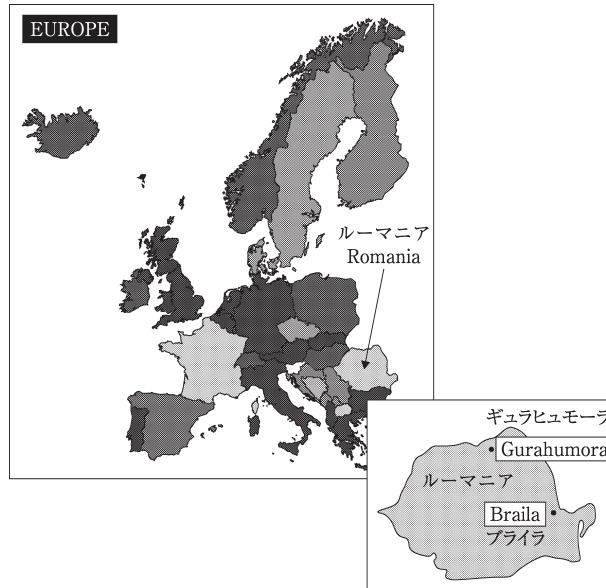 EUROPE
ルーマニア
Romania
ギュラヒュモーラ
Gurahumora
ルーマニア
Braila
ブライラ